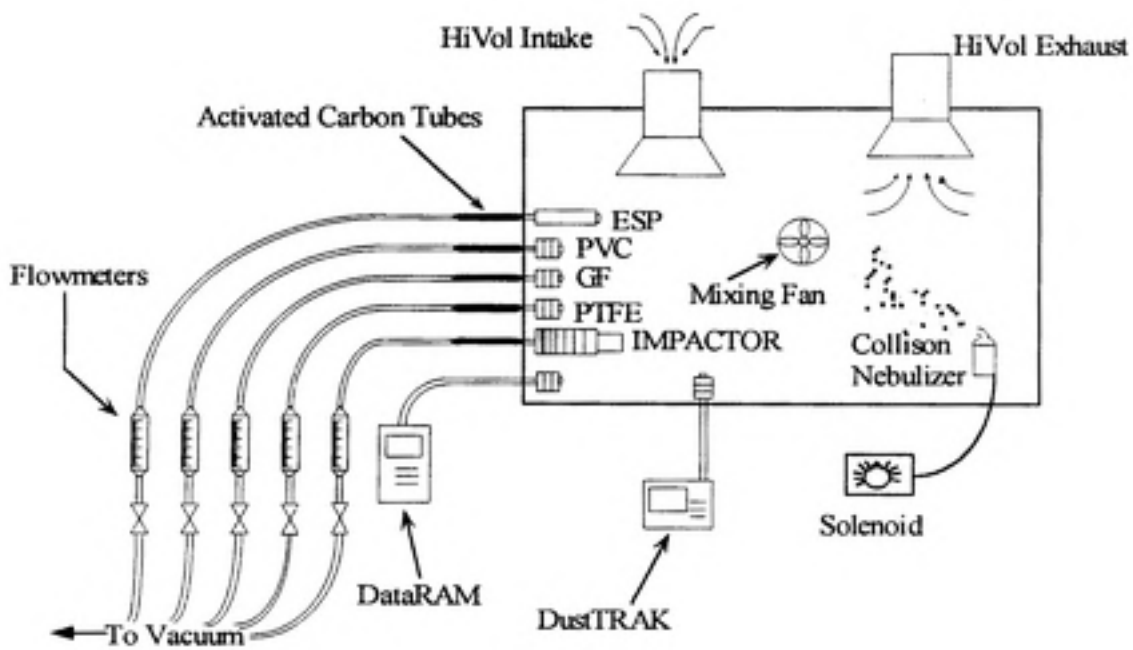 HiVol Intake
HiVol Exhaust
Activated Carbon Tubes
ESP
PVC
GF
PTFE
IMPACTOR
Flowmeters
Mixing Fan
Collison
Nebulizer
Solenoid
DataRAM
DustTRAK
To Vacuum